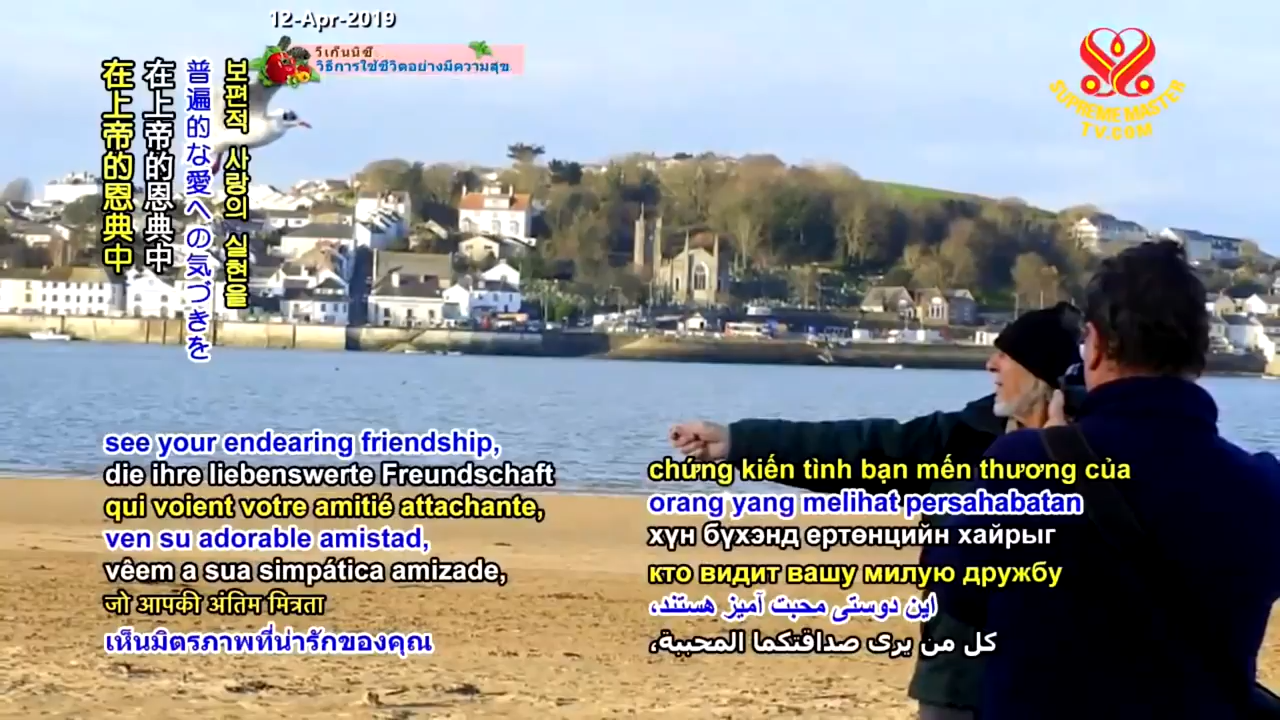 12-Apr-2019
วีเก้นนิซึ่
วิธีการใช้ชีวิตอย่างมีความสุข
SUPREME MASTER
TV.COM
보편적 사랑의 실현을
普遍的な愛への気づきを
在上帝的恩典中
在上帝的恩典中
see your endearing friendship,
die ihre liebenswerte Freundschaft
qui voient votre amitié attachante,
ven su adorable amistad,
vêem a sua simpática amizade,
जो आपकी अंतिम मित्रता
เห็นมิตรภาพที่น่ารักของคุณ
chứng kiến tình bạn mến thương của
orang yang melihat persahabatan
хүн бүхэнд ертөнцийн хайрыг
кто видит вашу милую дружбу
این دوستی محبت آمیز هستند،
كل من يرى صداقتكما المحببة،